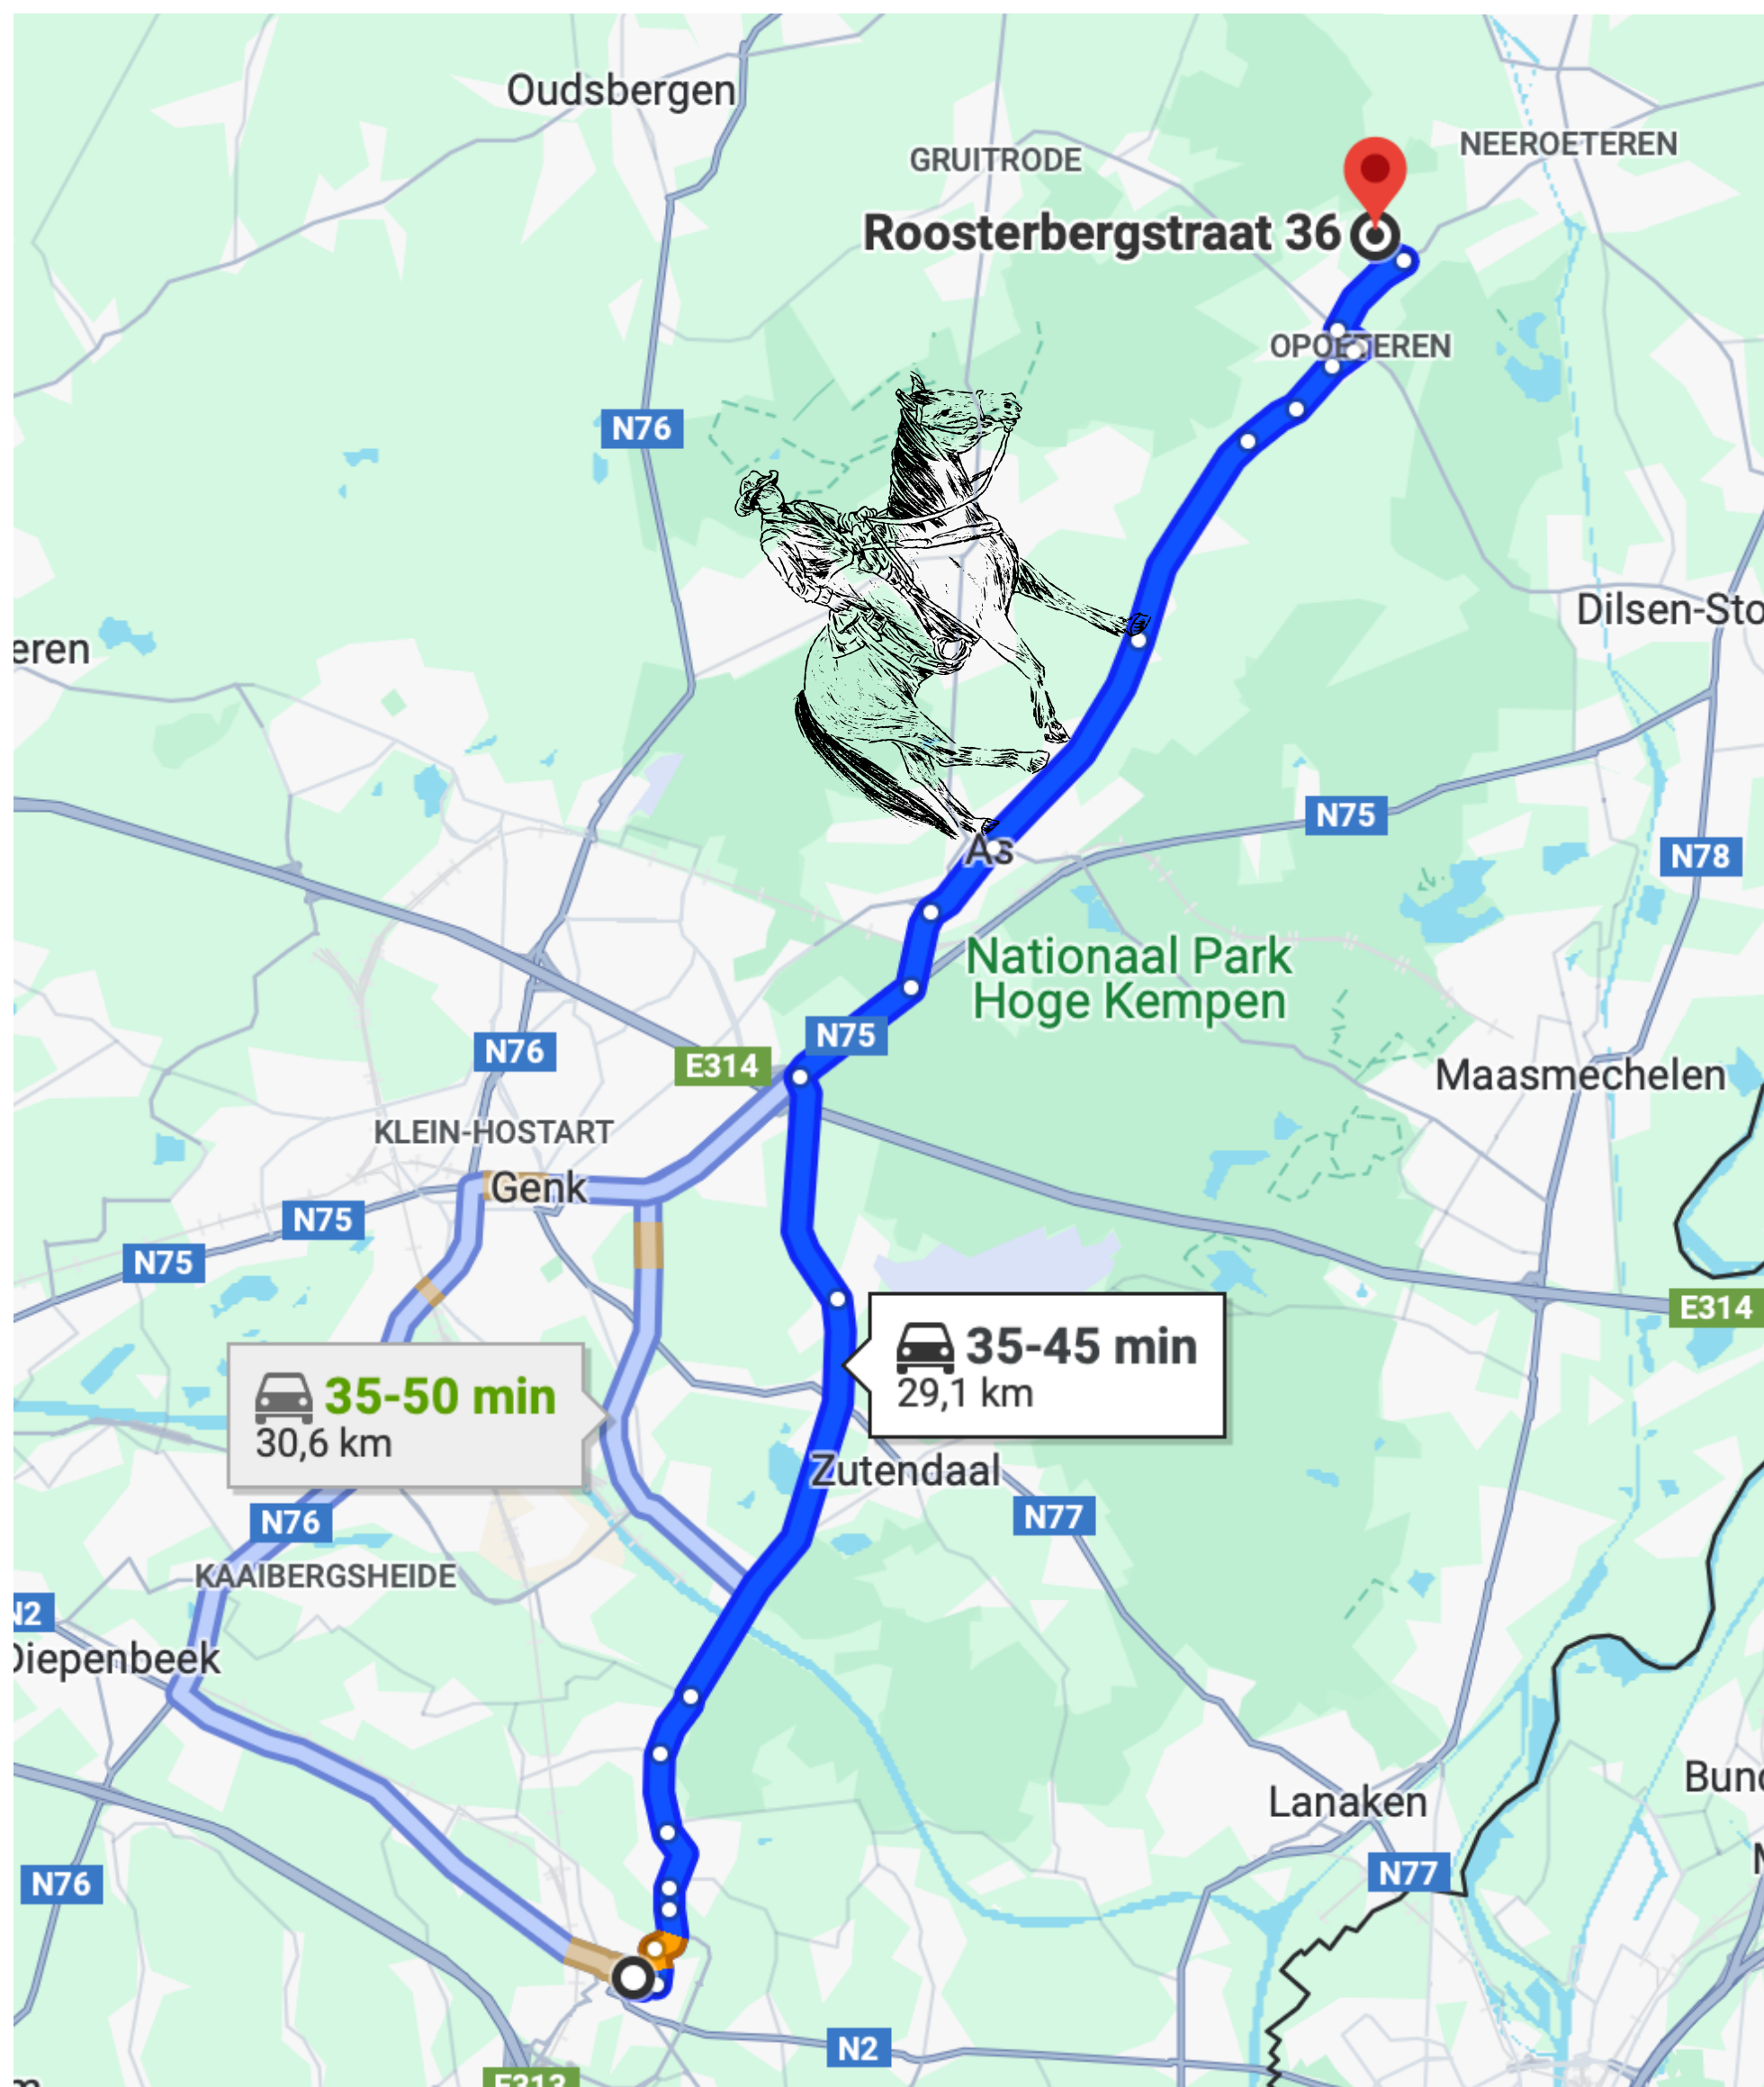 Oudsbergen
NEEROETEREN
GRUITRODE
Roosterbergstraat 36
OPOETEREN
N76
Dilsen-Sto
eren
N75
As
N78
Nationaal Park
Hoge Kempen
N75
N76
E314
Maasmechelen
KLEIN-HOSTART
Genk
N75
N75
E314
35-45 min
29,1 km
35-50 min
30,6 km
Zutendaal
N77
N76
KAAIBERGSHEIDE
N2
Diepenbeek
Bund
Lanaken
N77
N76
N2
E313